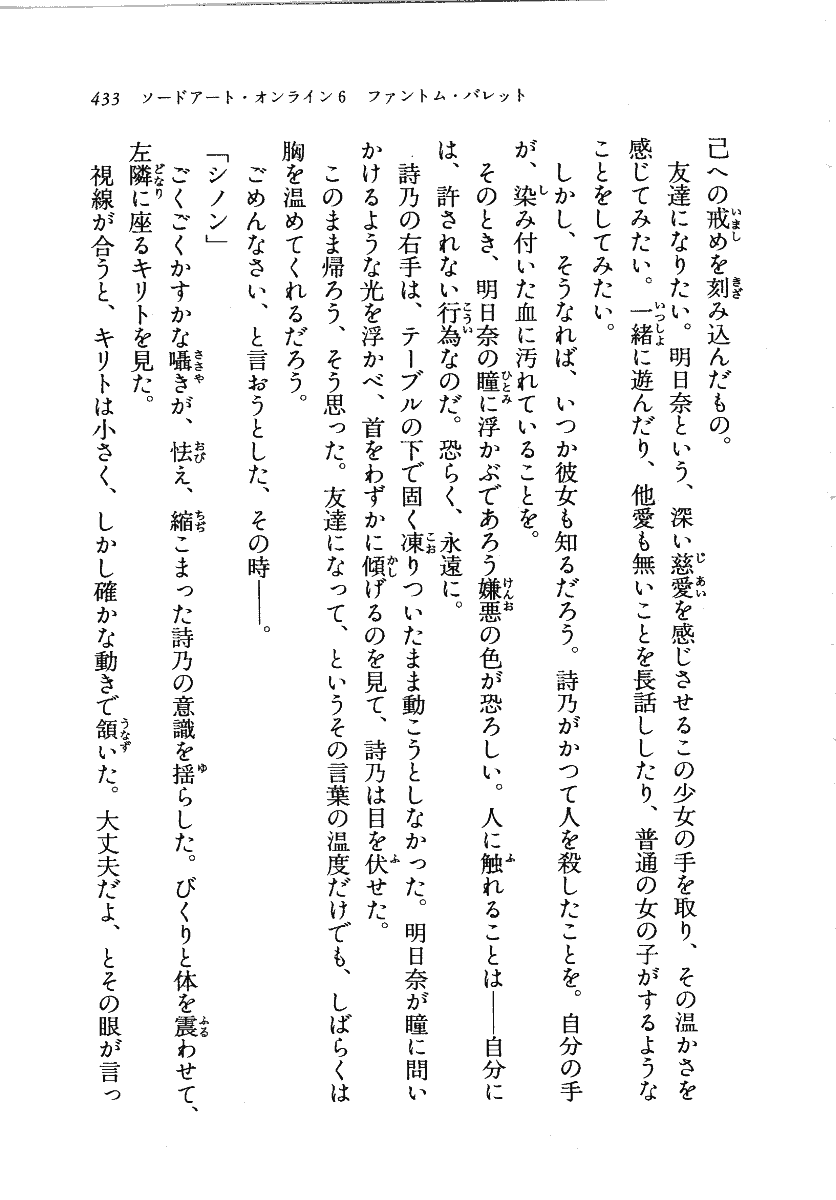 433 ソードアート・オンライン6 ファントム・バレット
己への戒めを刻み込んだもの。
友達になりたい。明日奈という、深い慈愛を感じさせるこの少女の手を取り、その温かさを
感じてみたい。一緒に遊んだり、他愛も無いことを長話ししたり、普通の女の子がするような
ことをしてみたい。
しかし、そうなれば、いつか彼女も知るだろう。詩乃がかつて人を殺したことを。自分の手
が、染み付いた血に汚れていることを。
そのとき、明日奈の瞳に浮かぶであろう嫌悪の色が恐ろしい。人に触れることは――自分に
は、許されない行為なのだ。恐らく、永遠に。
詩乃の右手は、テーブルの下で固く凍りついたまま動こうとしなかった。明日奈が瞳に問い
かけるような光を浮かべ、首をわずかに傾げるのを見て、詩乃は目を伏せた。
このまま帰ろう、そう思った。友達になって、というその言葉の温度だけでも、しばらくは
胸を温めてくれるだろう。
ごめんなさい、と言おうとした、その時――。
「シノン」
ごくごくかすかな囁きが、怯え、縮こまった詩乃の意識を揺らした。びくりと体を震わせて、
左隣に座るキリトを見た。
視線が合うと、キリトは小さく、しかし確かな動きで頷いた。大丈夫だよ、とその眼が言っ